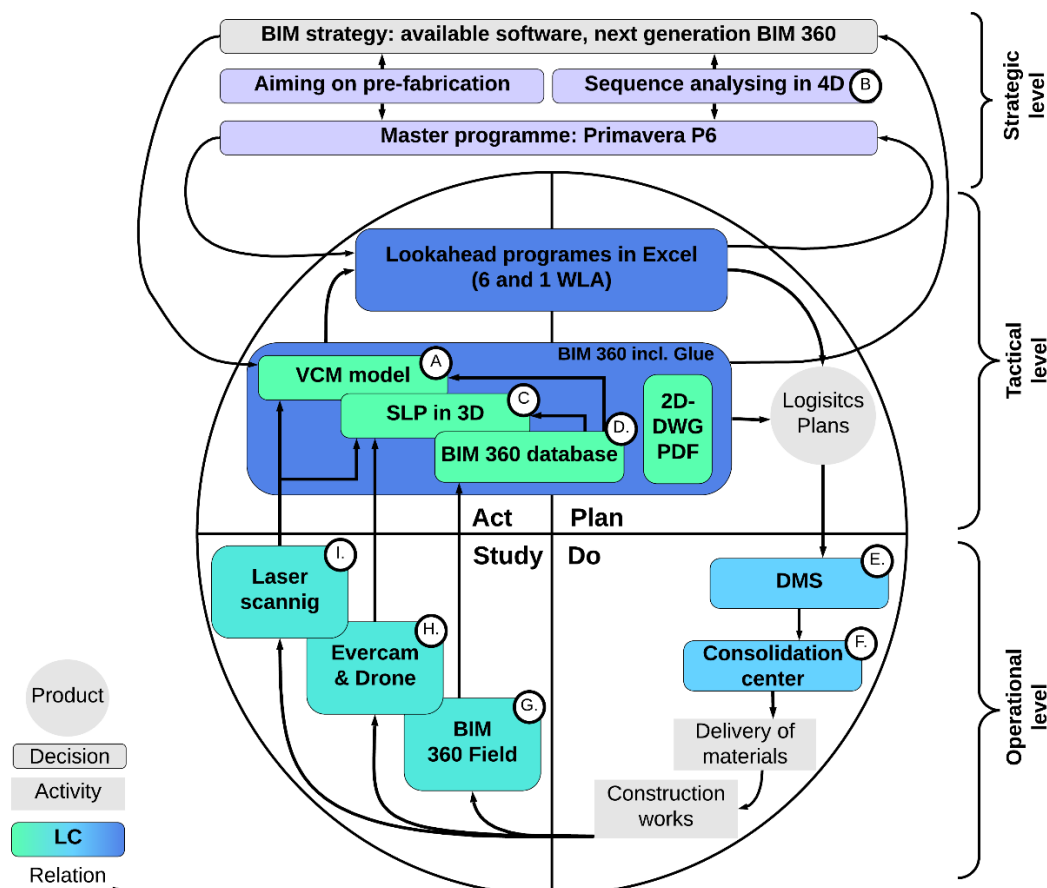 BIM strategy: available software, next generation BIM 360
Aiming on pre-fabrication
Sequence analysing in 4D
B
Master programme: Primavera P6
Strategic
level
Lookahead programes in Excel
(6 and 1 WLA)
BIM 360 incl. Glue
VCM model
A
SLP in 3D
C
BIM 360 database
D.
2D-
DWG
PDF
Logisitcs
Plans
Tactical
level
Act
Plan
Study
Do
Laser
scannig
I.
Evercam
& Drone
H.
BIM
360 Field
G.
DMS
E.
Consolidation
center
F.
Delivery of
materials
Construction
works
Operational
level
Product
Decision
Activity
LC
Relation